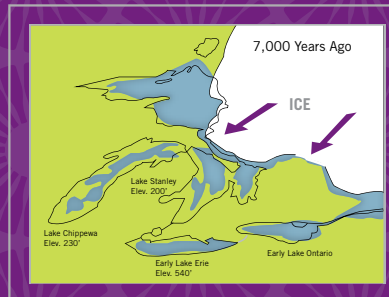 7,000 Years Ago
ICE
Lake Stanley
Elev. 200'
Lake Chippewa
Elev. 230'
Early Lake Erie
Elev. 540'
Early Lake Ontario